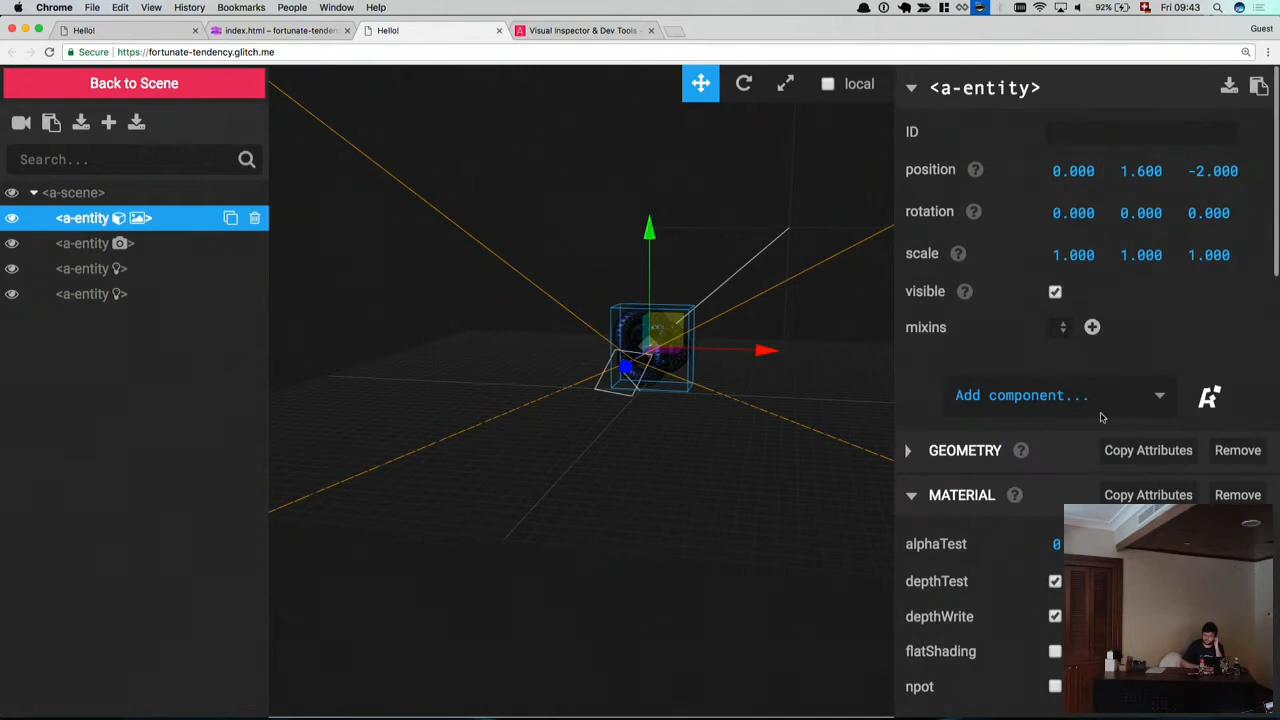 Chrome File Edit View History Bookmarks People Window Help
92% Fri 09:43
Hello! index.html – fortunate-tenden Hello! Visual Inspector & Dev Tools - Guest
Secure https://fortunate-tendency.glitch.me
Back to Scene
local
Search...
<a-scene>
<a-entity >
<a-entity >
<a-entity >
<a-entity >
<a-entity>
ID
position 0.000 1.600 -2.000
rotation 0.000 0.000 0.000
scale 1.000 1.000 1.000
visible
mixins
Add component...
GEOMETRY Copy Attributes Remove
MATERIAL Copy Attributes Remove
alphaTest 0
depthTest
depthWrite
flatShading
npot